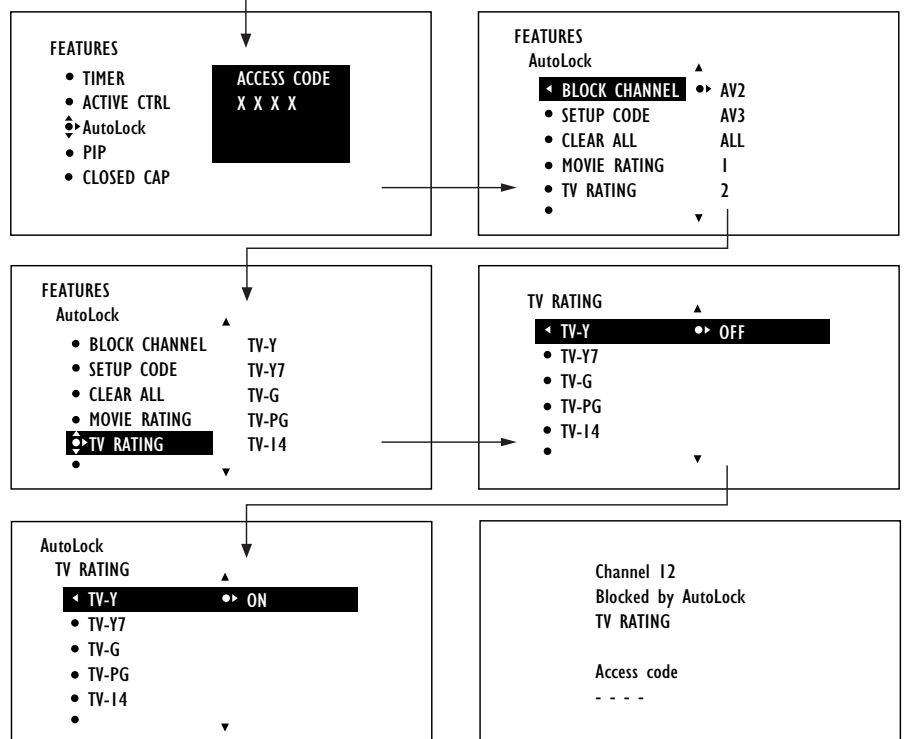 FEATURES
• TIMER
• ACTIVE CTRL
AutoLock
• PIP
• CLOSED CAP
ACCESS CODE
X X X X
FEATURES
AutoLock
BLOCK CHANNEL AV2
• SETUP CODE AV3
• CLEAR ALL ALL
• MOVIE RATING 1
• TV RATING 2
•
FEATURES
AutoLock
• BLOCK CHANNEL TV-Y
• SETUP CODE TV-Y7
• CLEAR ALL TV-G
• MOVIE RATING TV-PG
TV RATING TV-14
•
TV RATING
TV-Y OFF
• TV-Y7
• TV-G
• TV-PG
• TV-14
•
AutoLock
TV RATING
TV-Y ON
• TV-Y7
• TV-G
• TV-PG
• TV-14
•
Channel 12
Blocked by AutoLock
TV RATING
Access code
- - - -